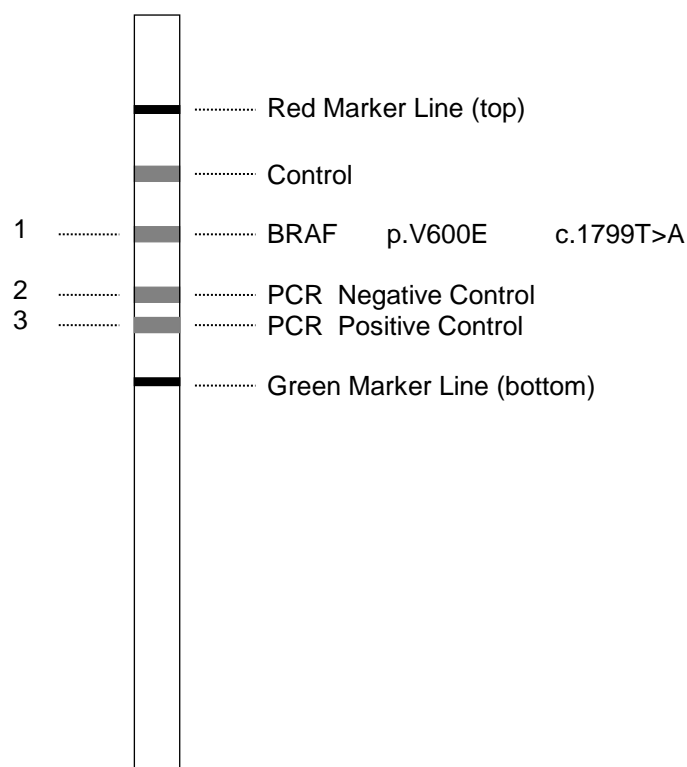 Red Marker Line (top)
Control
1 BRAF p.V600E c.1799T>A
2 PCR Negative Control
3 PCR Positive Control
Green Marker Line (bottom)